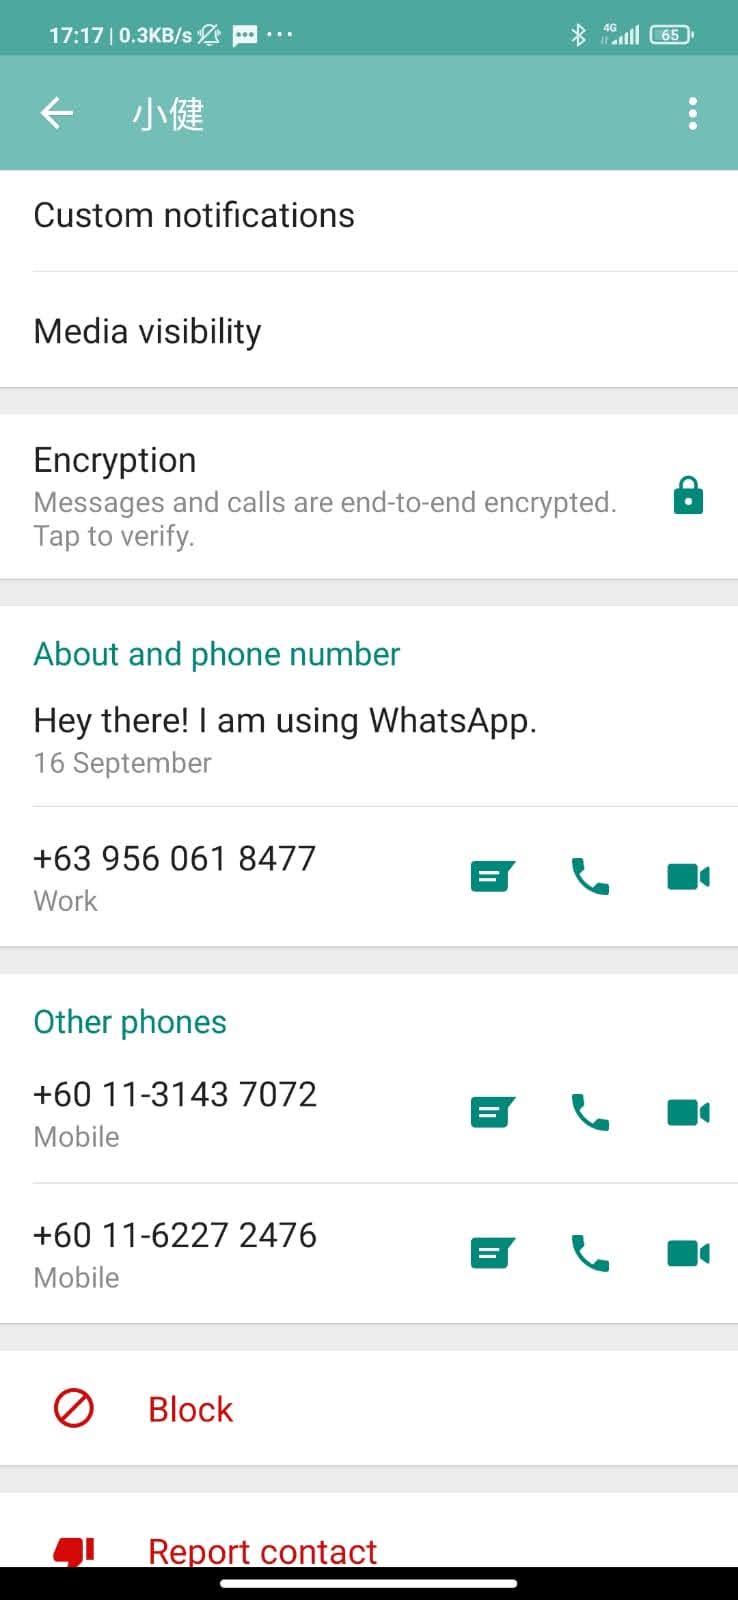 17:17 | 0.3KB/s ... 4G 65
小健
Custom notifications
Media visibility
Encryption
Messages and calls are end-to-end encrypted.
Tap to verify.
About and phone number
Hey there! I am using WhatsApp.
16 September
+63 956 061 8477
Work
Other phones
+60 11-3143 7072
Mobile
+60 11-6227 2476
Mobile
Block
Report contact